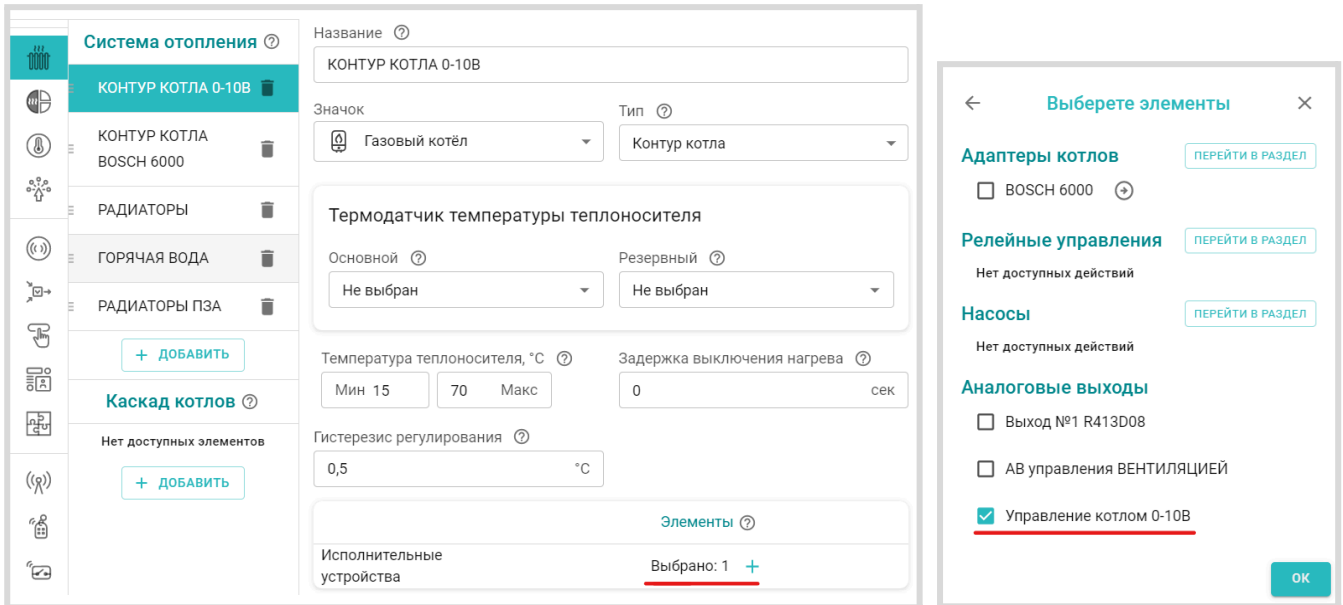 Система отопления
КОНТУР КОТЛА 0-10В
КОНТУР КОТЛА
BOSCH 6000
РАДИАТОРЫ
ГОРЯЧАЯ ВОДА
РАДИАТОРЫ ПЗА
+ ДОБАВИТЬ
Каскад котлов
Нет доступных элементов
+ ДОБАВИТЬ
Название
КОНТУР КОТЛА 0-10В
Значок
Газовый котёл
Тип
Контур котла
Термодатчик температуры теплоносителя
Основной
Не выбран
Резервный
Не выбран
Температура теплоносителя, °С
Мин 15
70 Макс
Задержка выключения нагрева
0 сек
Гистерезис регулирования
0,5 °C
Элементы
Исполнительные
устройства
Выбрано: 1 +
Выберете элементы
Адаптеры котлов ПЕРЕЙТИ В РАЗДЕЛ
BOSCH 6000
Релейные управления ПЕРЕЙТИ В РАЗДЕЛ
Нет доступных действий
Насосы ПЕРЕЙТИ В РАЗДЕЛ
Нет доступных действий
Аналоговые выходы
Выход №1 R413D08
АВ управления ВЕНТИЛЯЦИЕЙ
Управление котлом 0-10В
ОК